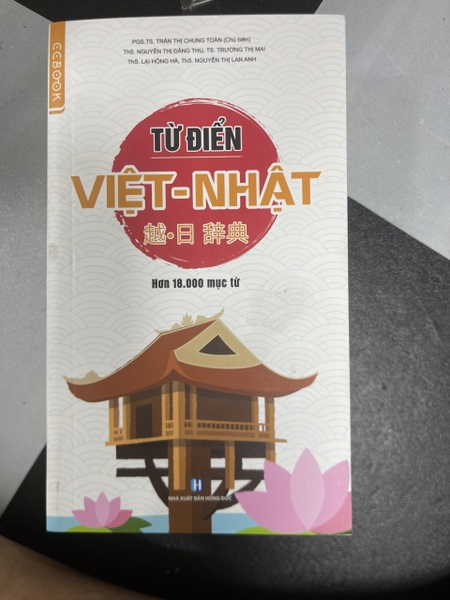 CCBOOK
PGS.TS. TRẦN THỊ CHUNG TOÀN (Chủ biên)
ThS. NGUYỄN THỊ ĐĂNG THU, TS. TRƯƠNG THỊ MAI
ThS. LẠI HỒNG HÀ, ThS. NGUYỄN THỊ LAN ANH
TỪ ĐIỂN
VIỆT-NHẬT
越・日 辞典
Hơn 18.000 mục từ
H
NHÀ XUẤT BẢN HỒNG ĐỨC